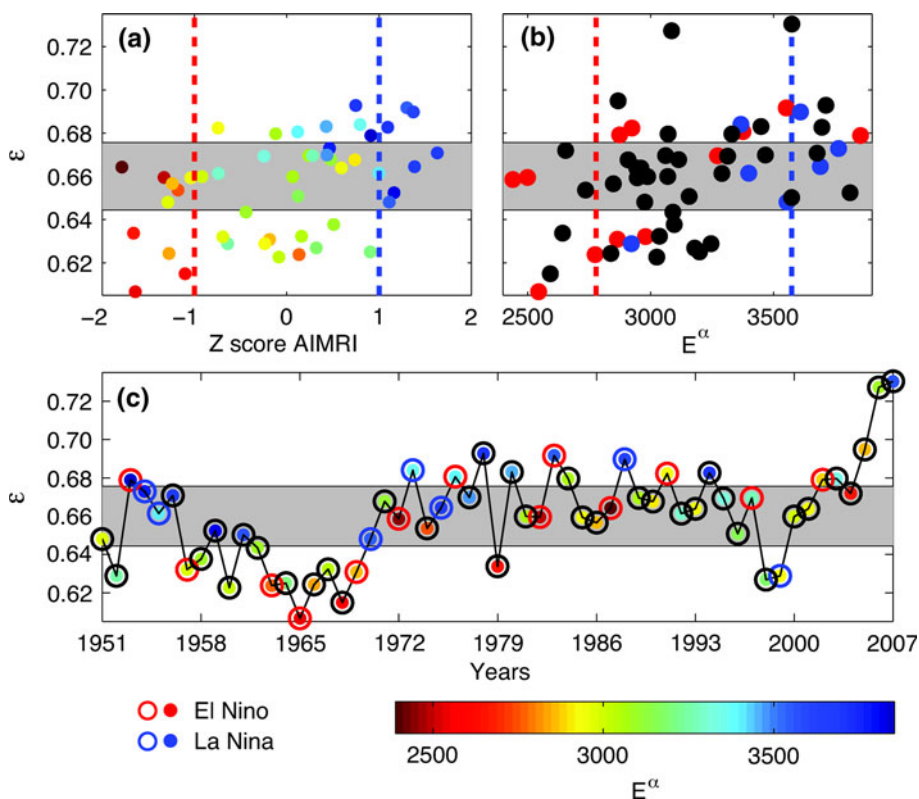 (a)
(b)
0.72
0.70
0.68
0.66
0.64
0.62
ε
−2 −1 0 1 2
2500 3000 3500
Z score AIMRI
E^α
(c)
0.72
0.70
0.68
0.66
0.64
0.62
ε
1951 1958 1965 1972 1979 1986 1993 2000 2007
Years
El Nino
La Nina
2500 3000 3500
E^α